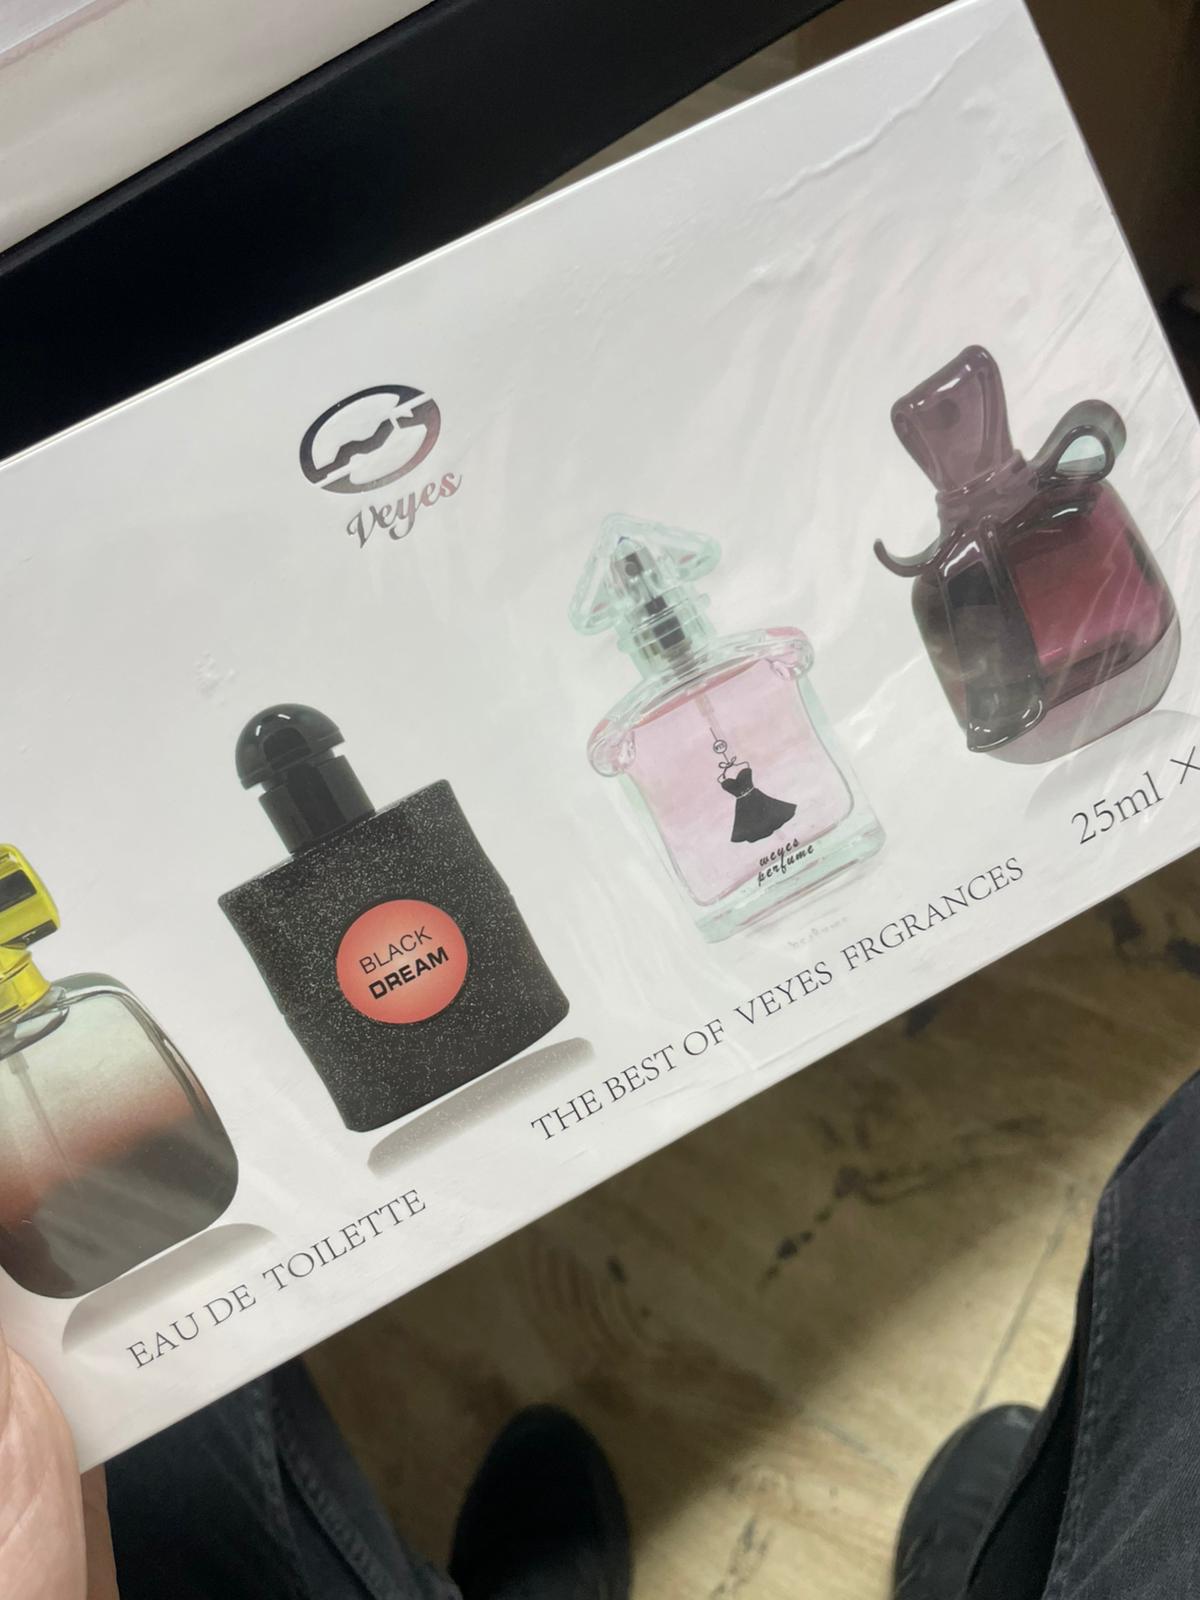 Veyes
BLACK
DREAM
weyes
perfume
25ml ×
EAU DE TOILETTE
THE BEST OF VEYES FRGRANCES